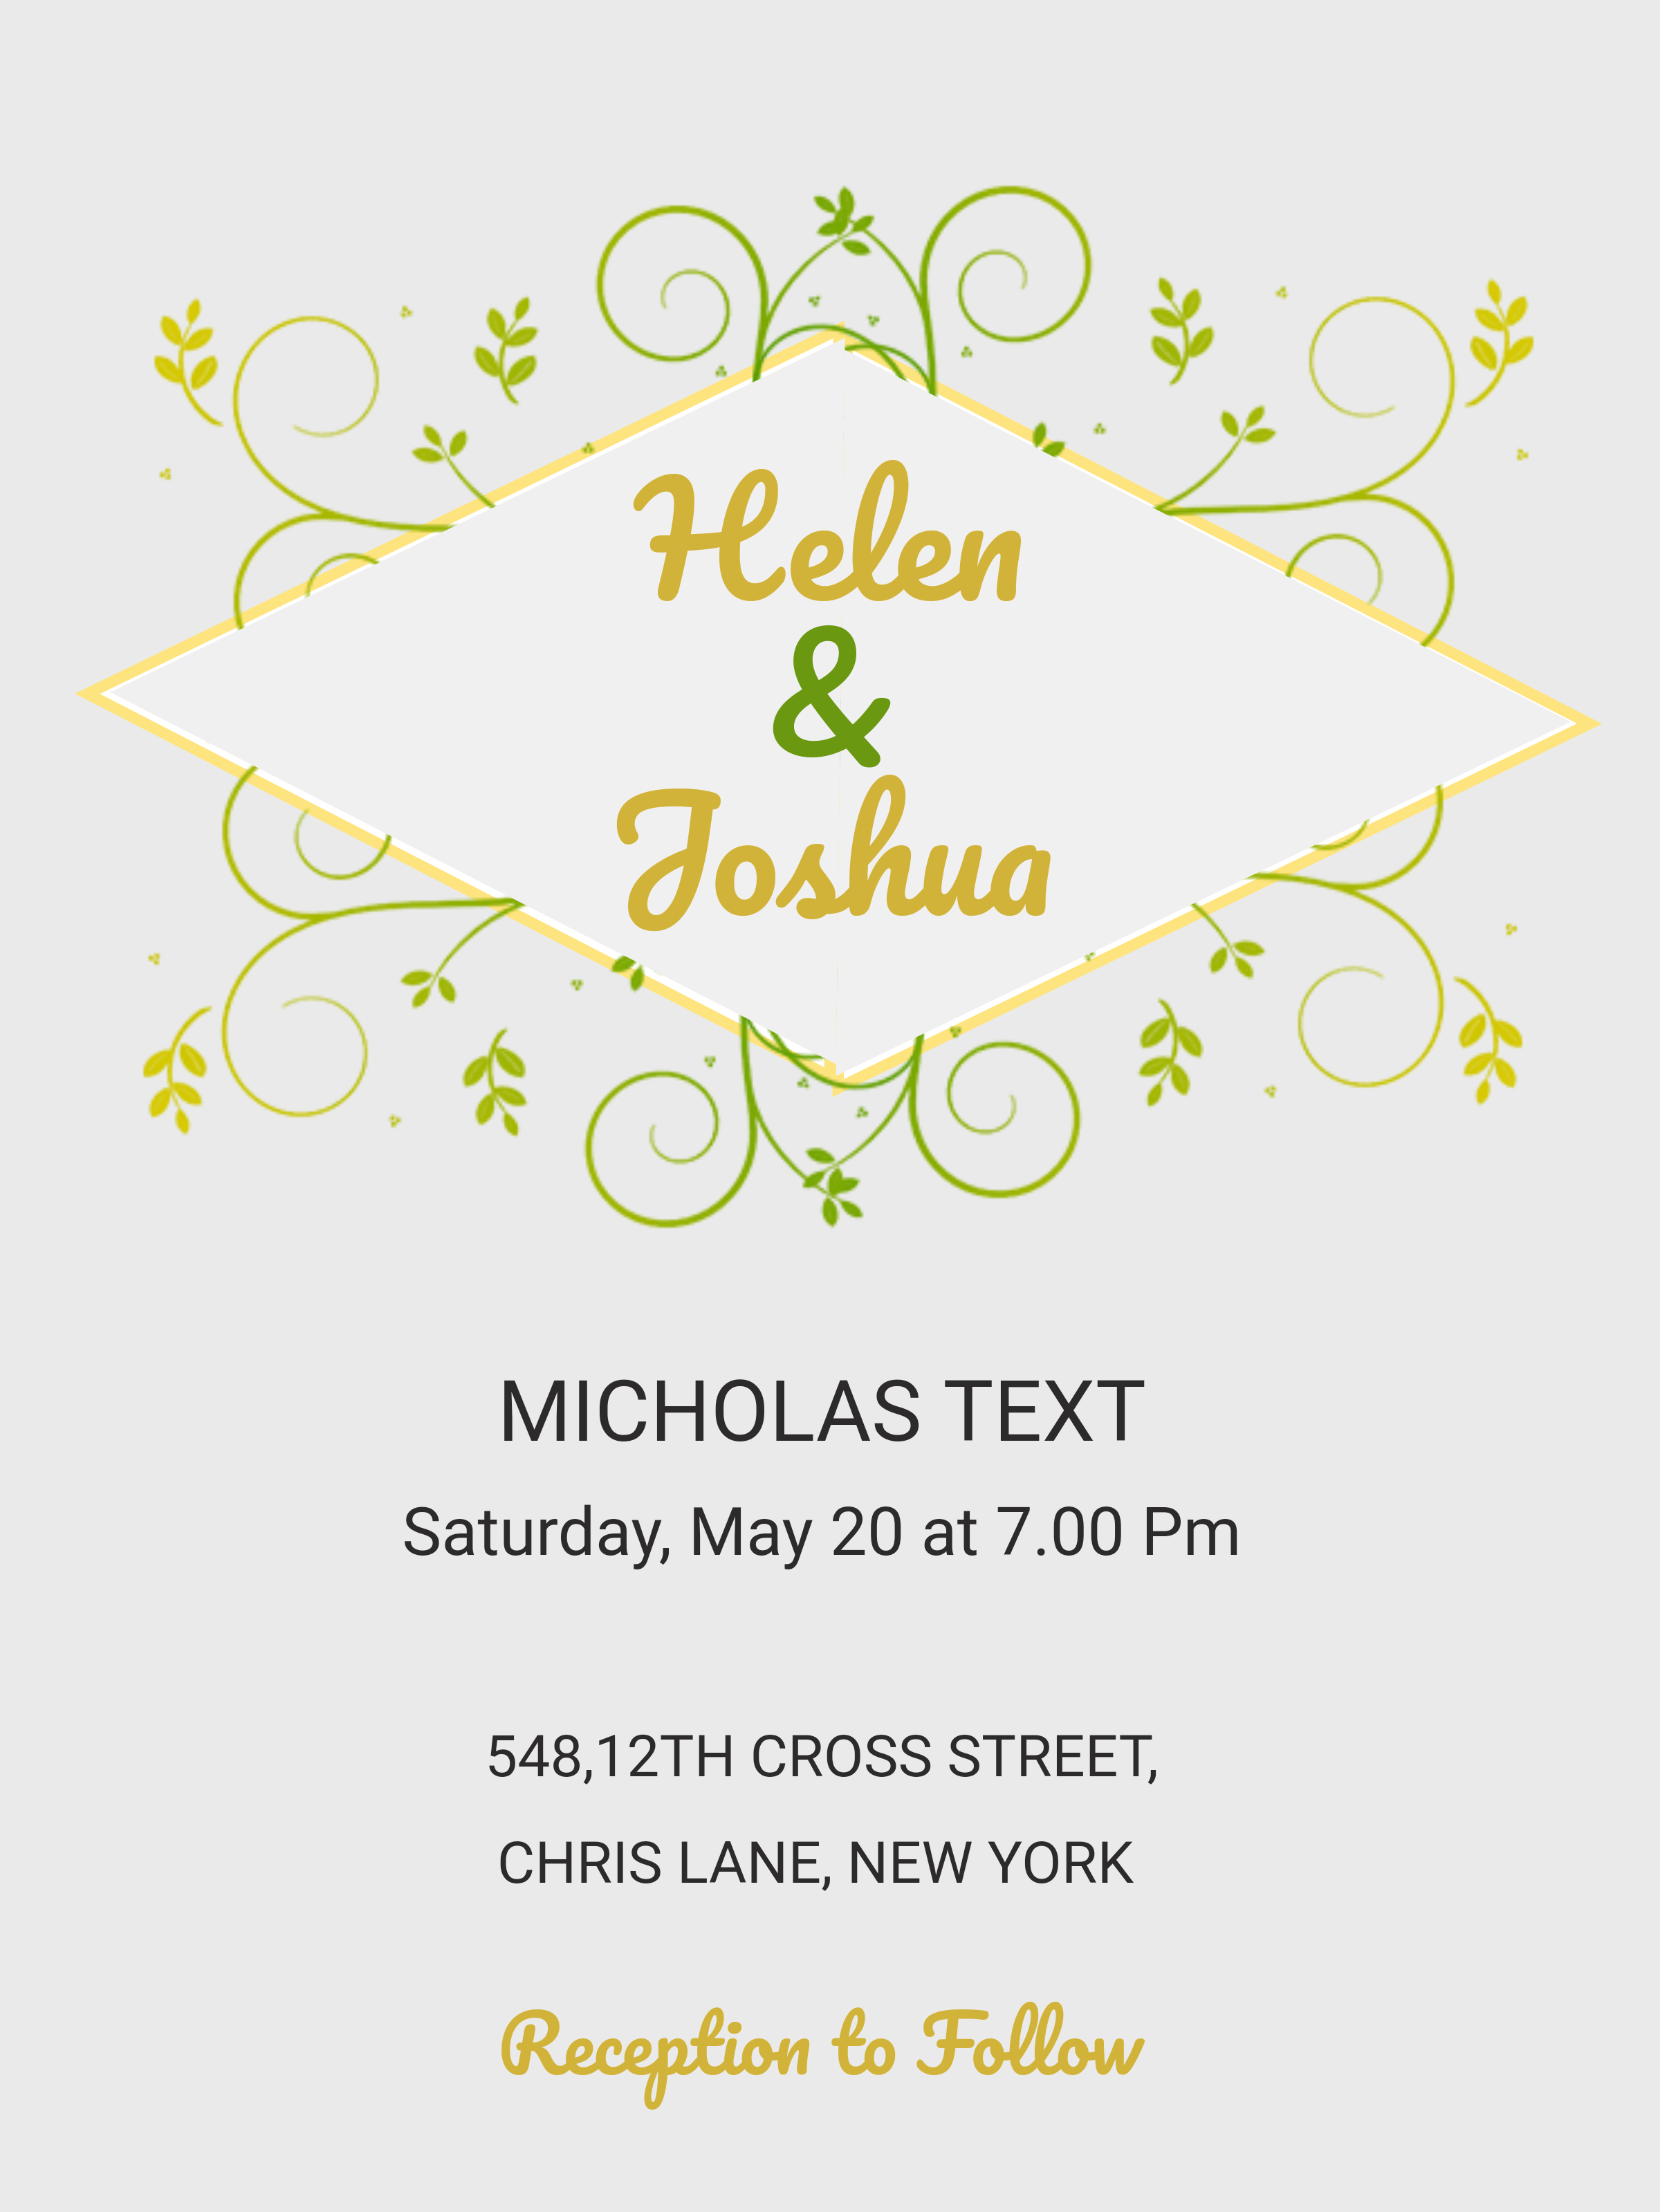 Helen
&
Joshua
MICHOLAS TEXT
Saturday, May 20 at 7.00 Pm
548,12TH CROSS STREET,
CHRIS LANE, NEW YORK
Reception to Follow